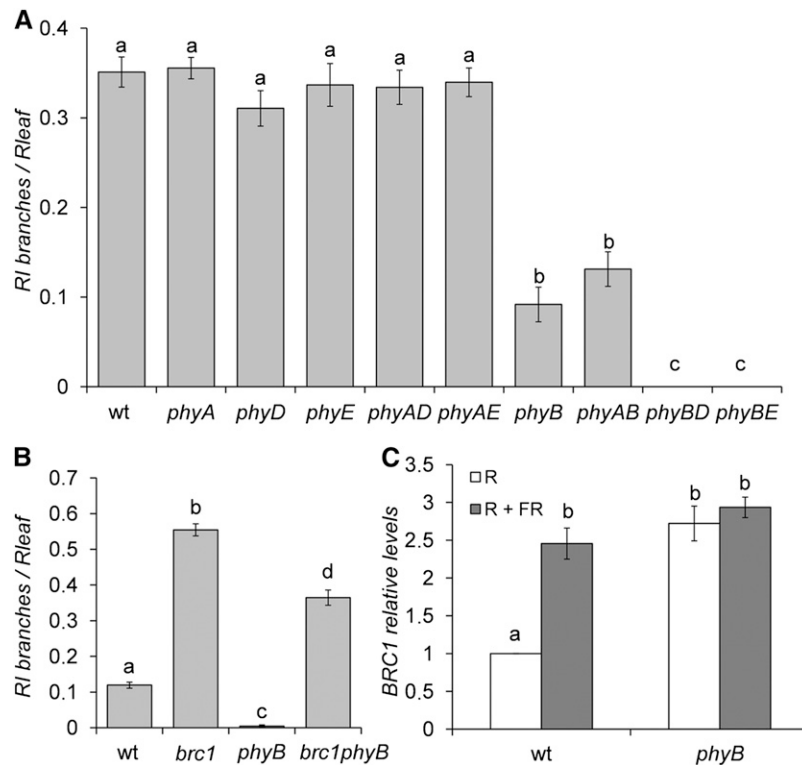 A
RI branches / Rleaf
0.4
0.3
0.2
0.1
0
a a a a a a b b c c
wt phyA phyD phyE phyAD phyAE phyB phyAB phyBD phyBE
B
RI branches / Rleaf
0.7
0.6
0.5
0.4
0.3
0.2
0.1
0
a b c d
wt brc1 phyB brc1phyB
C
BRC1 relative levels
3.5
3
2.5
2
1.5
1
0.5
0
R
R + FR
a b b b
wt phyB